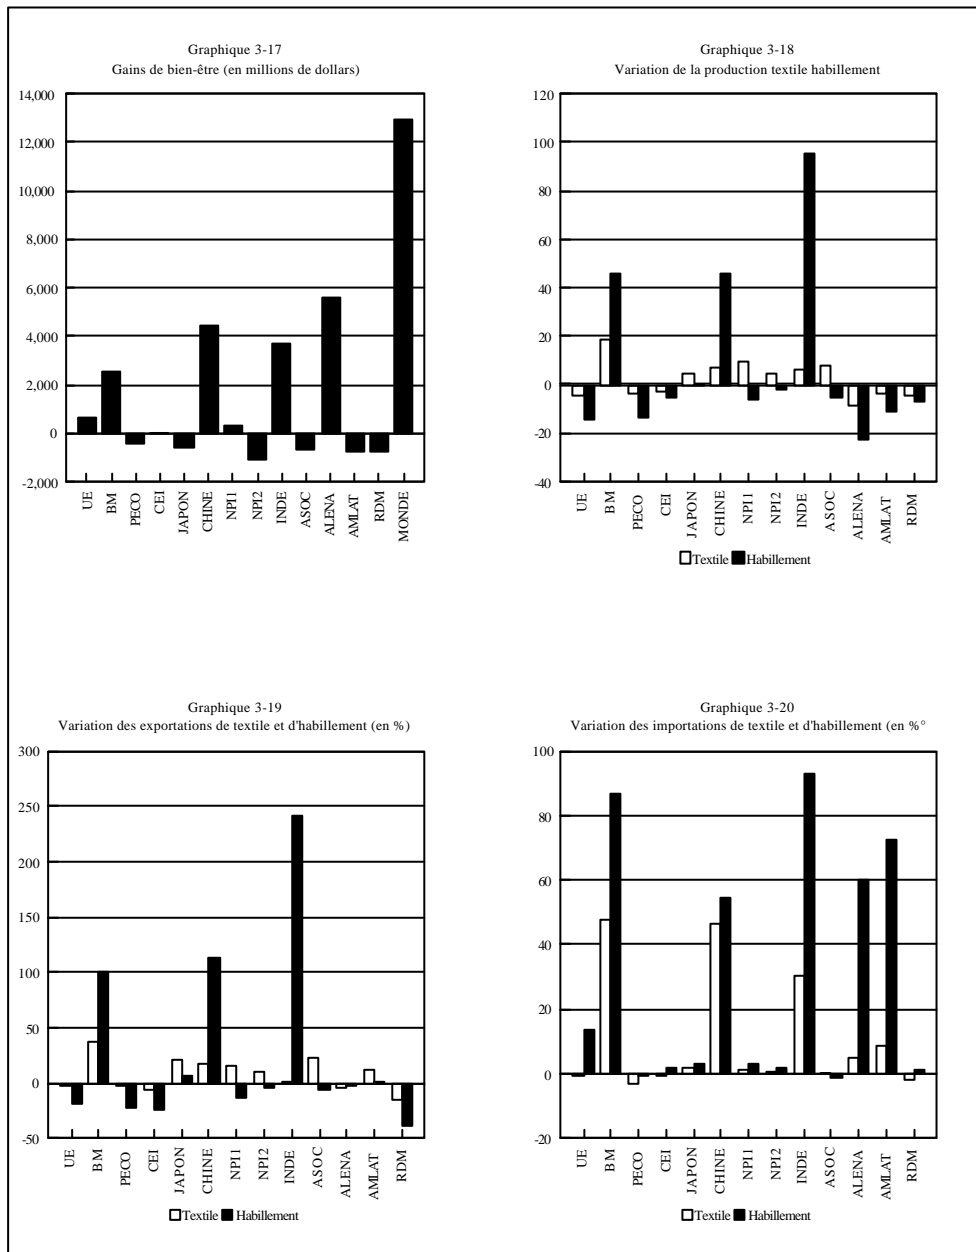 Graphique 3-17
Gains de bien-être (en millions de dollars)
14,000
12,000
10,000
8,000
6,000
4,000
2,000
0
-2,000
UE
BM
PECO
CEI
JAPON
CHINE
NPI1
NPI2
INDE
ASOC
ALENA
AMLAT
RDM
MONDE
Graphique 3-18
Variation de la production textile habillement
120
100
80
60
40
20
0
-20
-40
UE
BM
PECO
CEI
JAPON
CHINE
NPI1
NPI2
INDE
ASOC
ALENA
AMLAT
RDM
Textile Habillement
Graphique 3-19
Variation des exportations de textile et d'habillement (en %)
300
250
200
150
100
50
0
-50
UE
BM
PECO
CEI
JAPON
CHINE
NPI1
NPI2
INDE
ASOC
ALENA
AMLAT
RDM
Textile Habillement
Graphique 3-20
Variation des importations de textile et d'habillement (en %°
100
80
60
40
20
0
-20
UE
BM
PECO
CEI
JAPON
CHINE
NPI1
NPI2
INDE
ASOC
ALENA
AMLAT
RDM
Textile Habillement